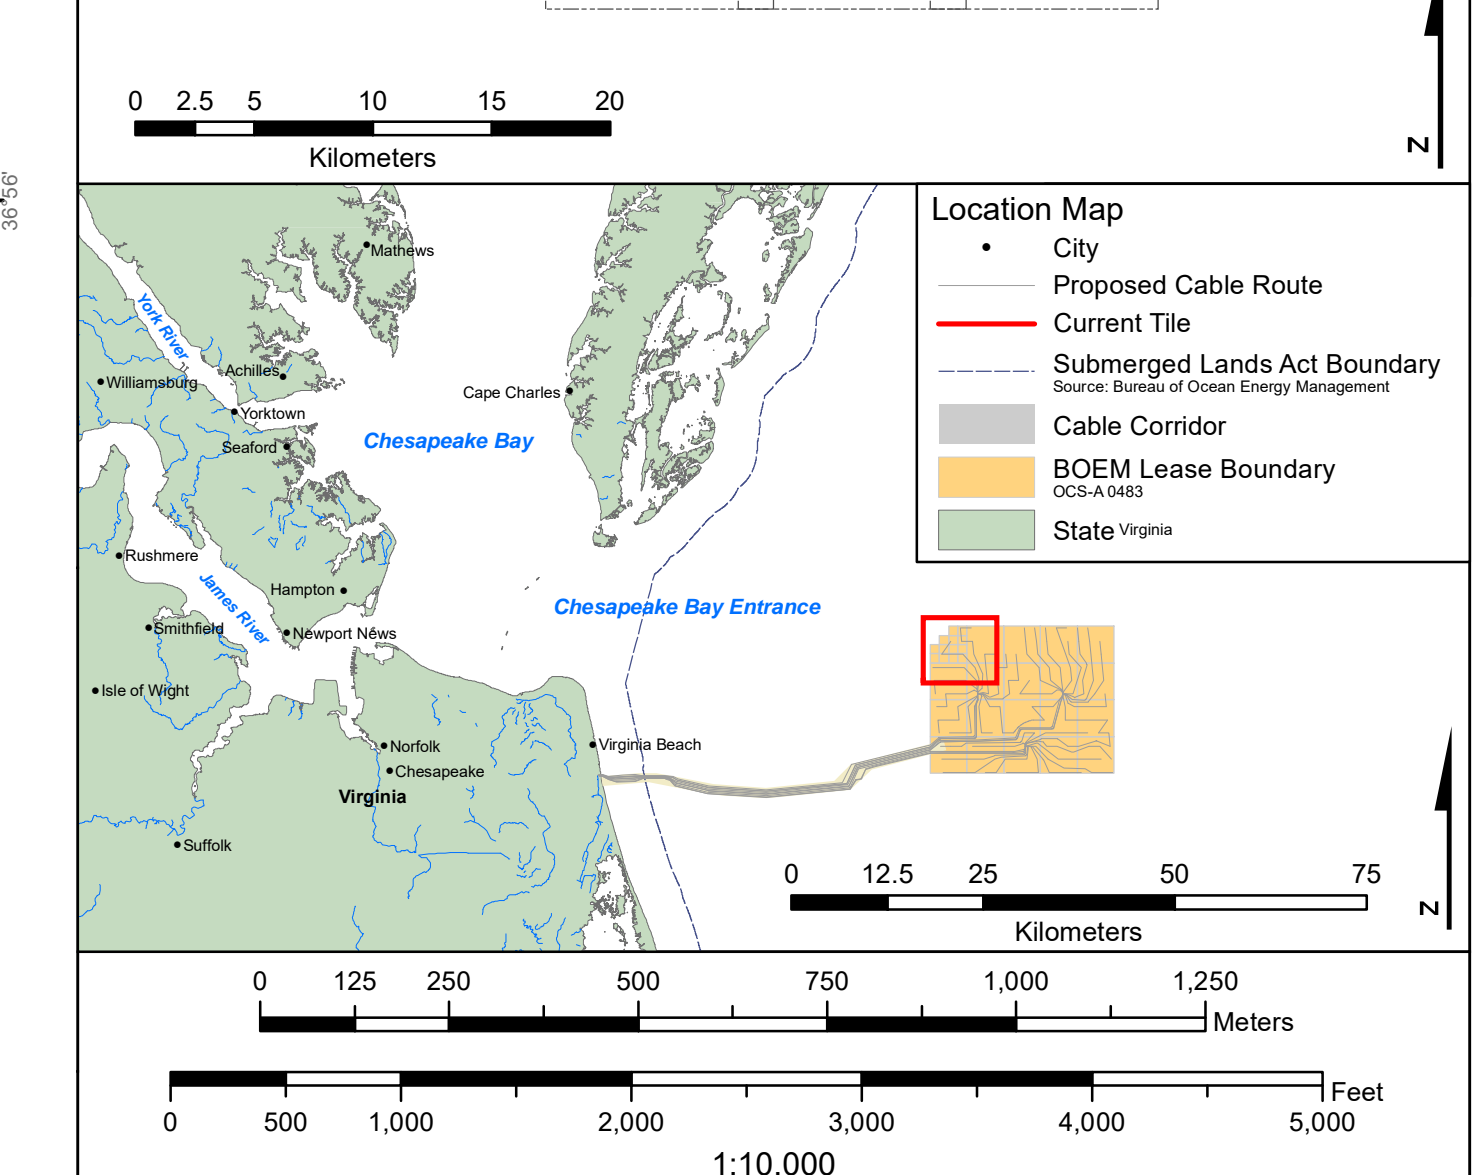 0 2.5 5 10 15 20
Kilometers
N
36°56'
Location Map
City
Proposed Cable Route
Current Tile
Submerged Lands Act Boundary
Source: Bureau of Ocean Energy Management
Cable Corridor
BOEM Lease Boundary
OCS-A 0483
State Virginia
Mathews
York River
Achilles
Williamsburg
Cape Charles
Yorktown
Chesapeake Bay
Seaford
Rushmere
James River
Hampton
Chesapeake Bay Entrance
Smithfield
Newport News
Isle of Wight
Norfolk
Virginia Beach
Chesapeake
Virginia
Suffolk
0 12.5 25 50 75
Kilometers
N
0 125 250 500 750 1,000 1,250
Meters
Feet
0 500 1,000 2,000 3,000 4,000 5,000
1:10,000